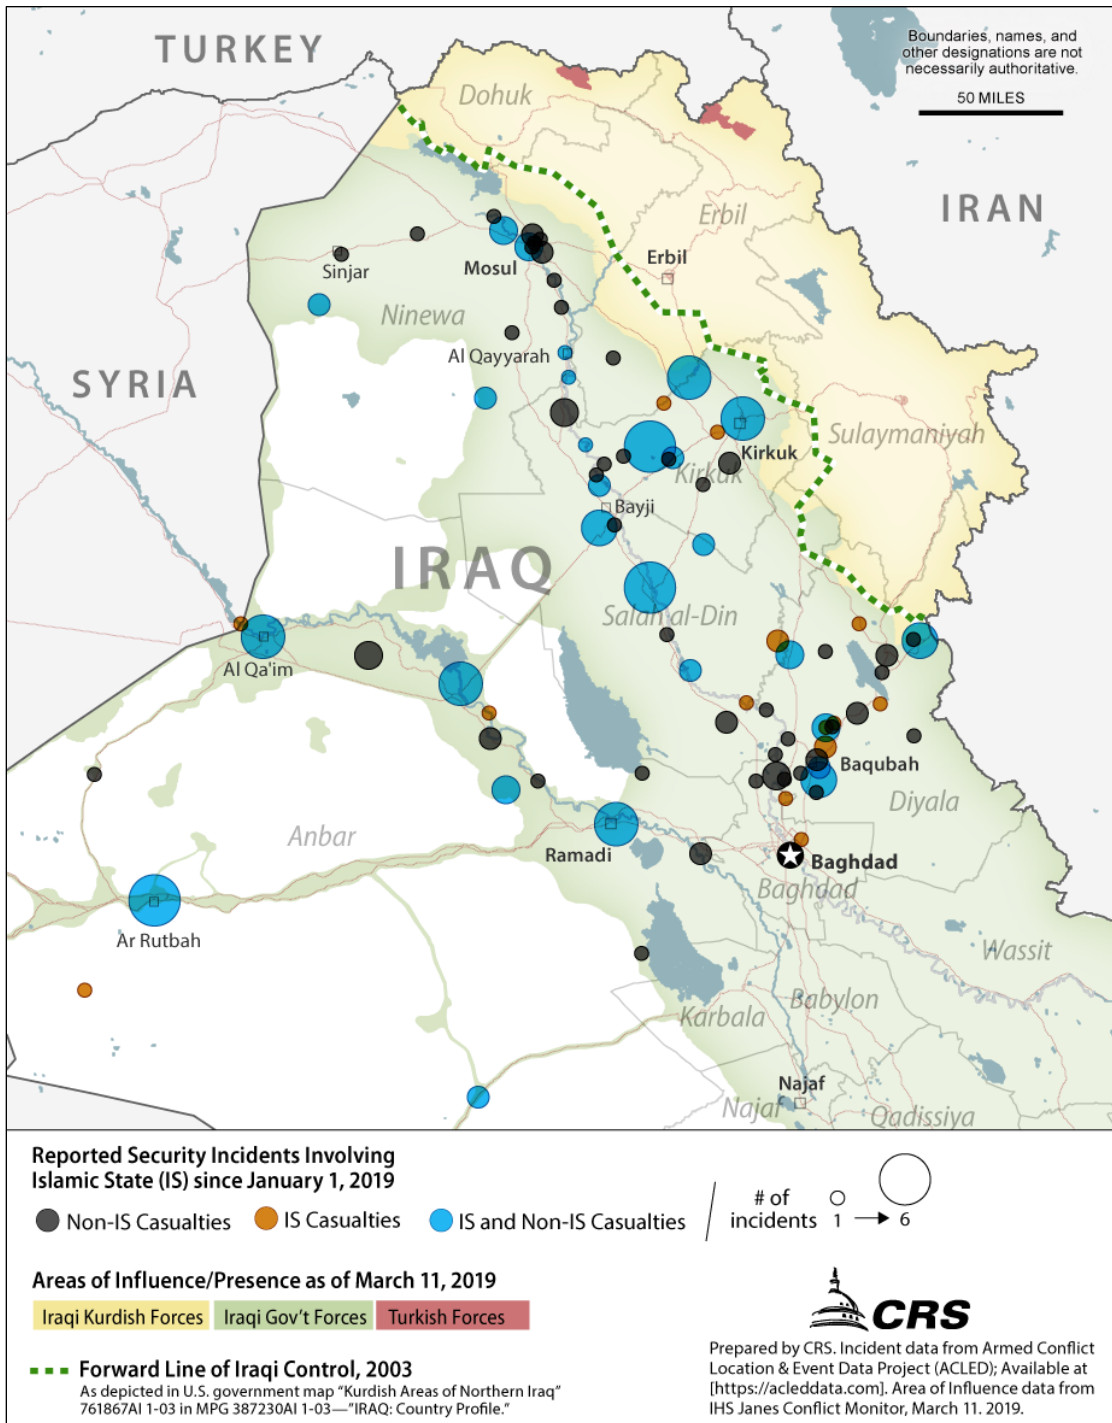 TURKEY
Boundaries, names, and
other designations are not
necessarily authoritative.
50 MILES
Dohuk
IRAN
Erbil
Erbil
Sinjar
Mosul
Ninewa
Al Qayyarah
SYRIA
Sulaymaniyah
Kirkuk
Kirkuk
Bayji
IRAQ
Salah al-Din
Al Qa'im
Baqubah
Diyala
Anbar
Ramadi
Baghdad
Baghdad
Ar Rutbah
Wassit
Babylon
Karbala
Najaf
Najaf
Qadissiya
Reported Security Incidents Involving
Islamic State (IS) since January 1, 2019
Non-IS Casualties
IS Casualties
IS and Non-IS Casualties
# of
incidents
1
6
Areas of Influence/Presence as of March 11, 2019
Iraqi Kurdish Forces
Iraqi Gov't Forces
Turkish Forces
Forward Line of Iraqi Control, 2003
As depicted in U.S. government map “Kurdish Areas of Northern Iraq”
761867AI 1-03 in MPG 387230AI 1-03—”IRAQ: Country Profile.”
CRS
Prepared by CRS. Incident data from Armed Conflict
Location & Event Data Project (ACLED); Available at
[https://acleddata.com]. Area of Influence data from
IHS Janes Conflict Monitor, March 11. 2019.